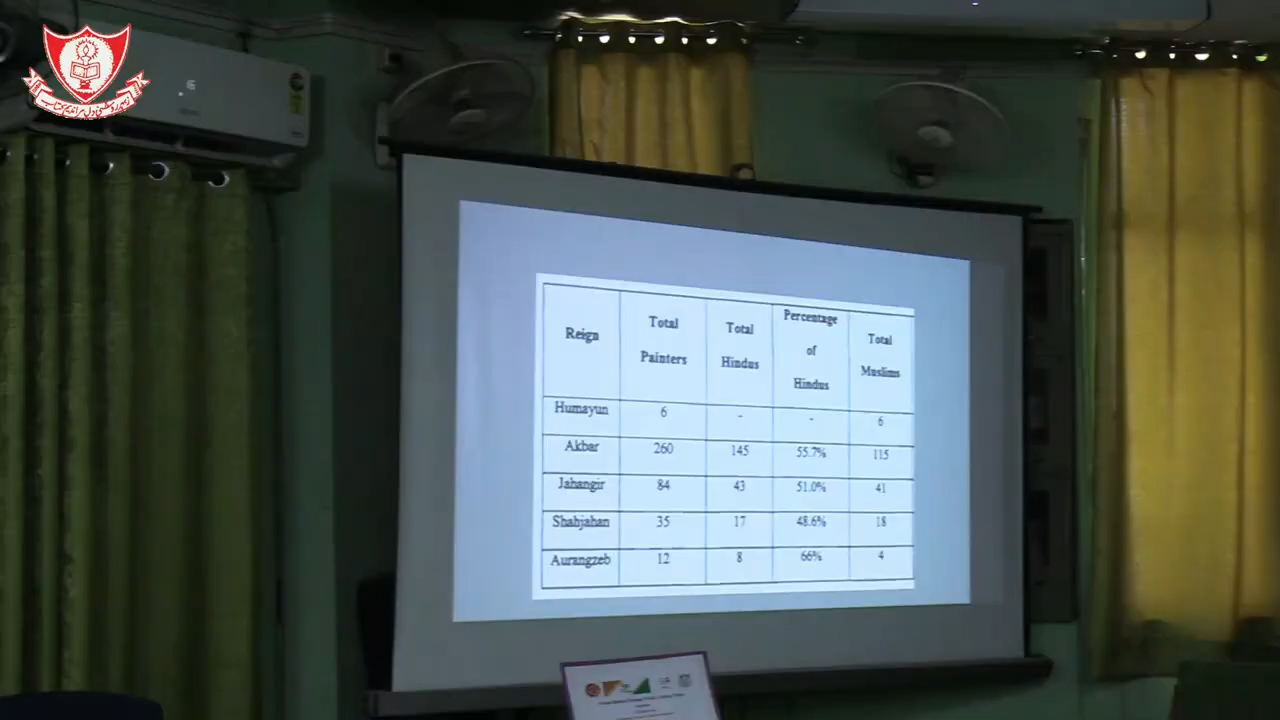 Reign Total Painters Total Hindus Percentage of Hindus Total Muslims
Humayun 6 - - 6
Akbar 260 145 55.7% 115
Jahangir 84 43 51.0% 41
Shahjahan 35 17 48.6% 18
Aurangzeb 12 8 66% 4